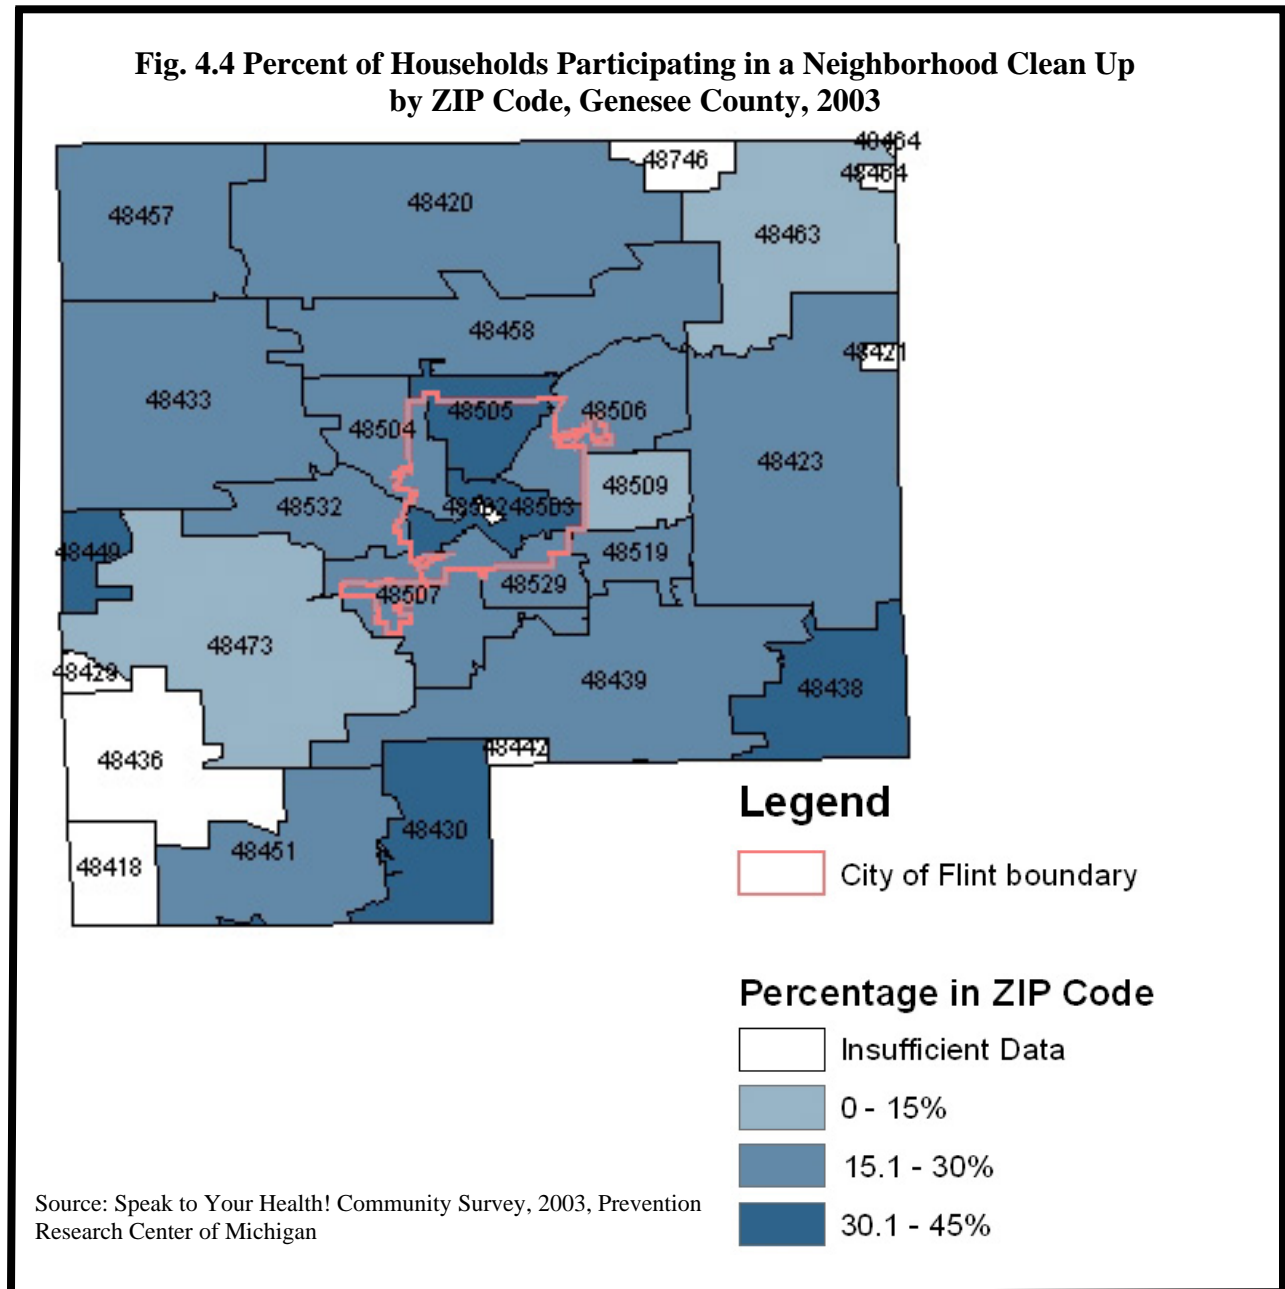 Fig. 4.4 Percent of Households Participating in a Neighborhood Clean Up
by ZIP Code, Genesee County, 2003
48464
48746
48464
48457
48420
48463
48458
48421
48433
48505
48506
48504
48423
48509
48532
48502
48503
48449
48519
48529
48507
48473
48429
48439
48438
48442
48436
48430
48451
48418
Legend
City of Flint boundary
Percentage in ZIP Code
Insufficient Data
0 - 15%
15.1 - 30%
30.1 - 45%
Source: Speak to Your Health! Community Survey, 2003, Prevention
Research Center of Michigan